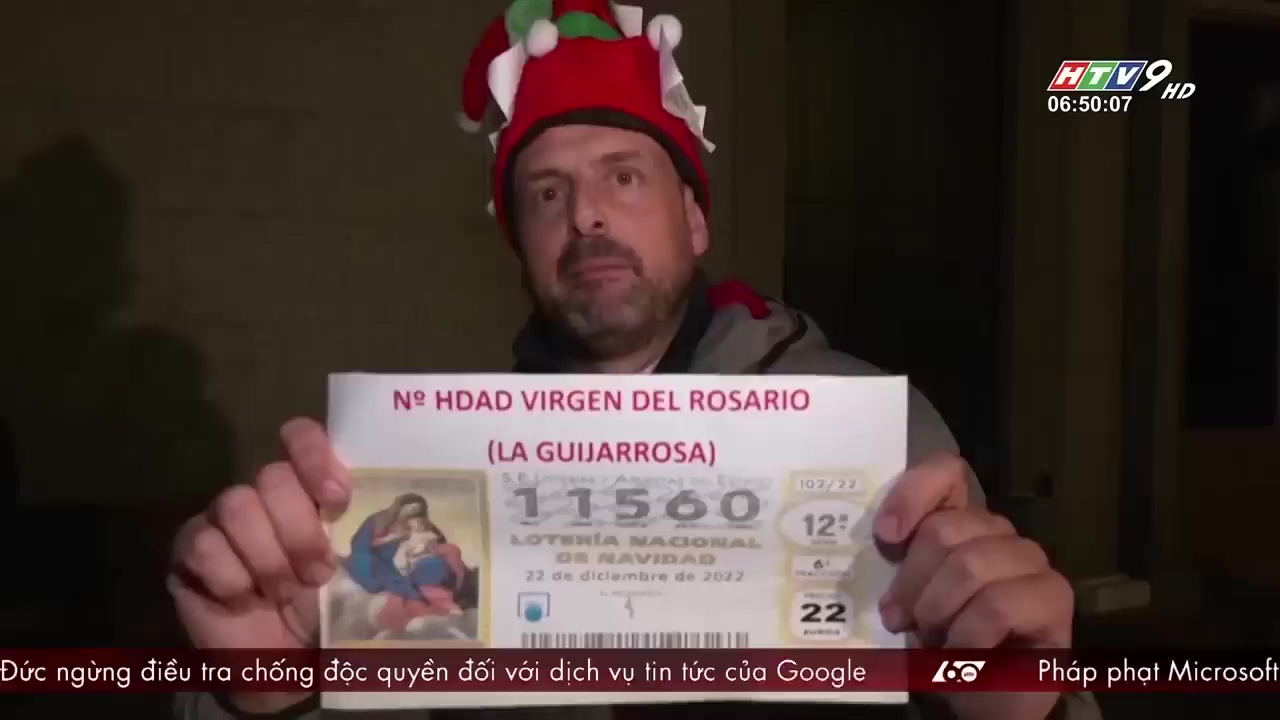 HTV9 HD
06:50:07
Nº HDAD VIRGEN DEL ROSARIO
(LA GUIJARROSA)
11560
102/22
12ª
LOTERÍA NACIONAL
DE NAVIDAD
22 de diciembre de 2022
6ª
22
Đức ngừng điều tra chống độc quyền đối với dịch vụ tin tức của Google
Pháp phạt Microsoft